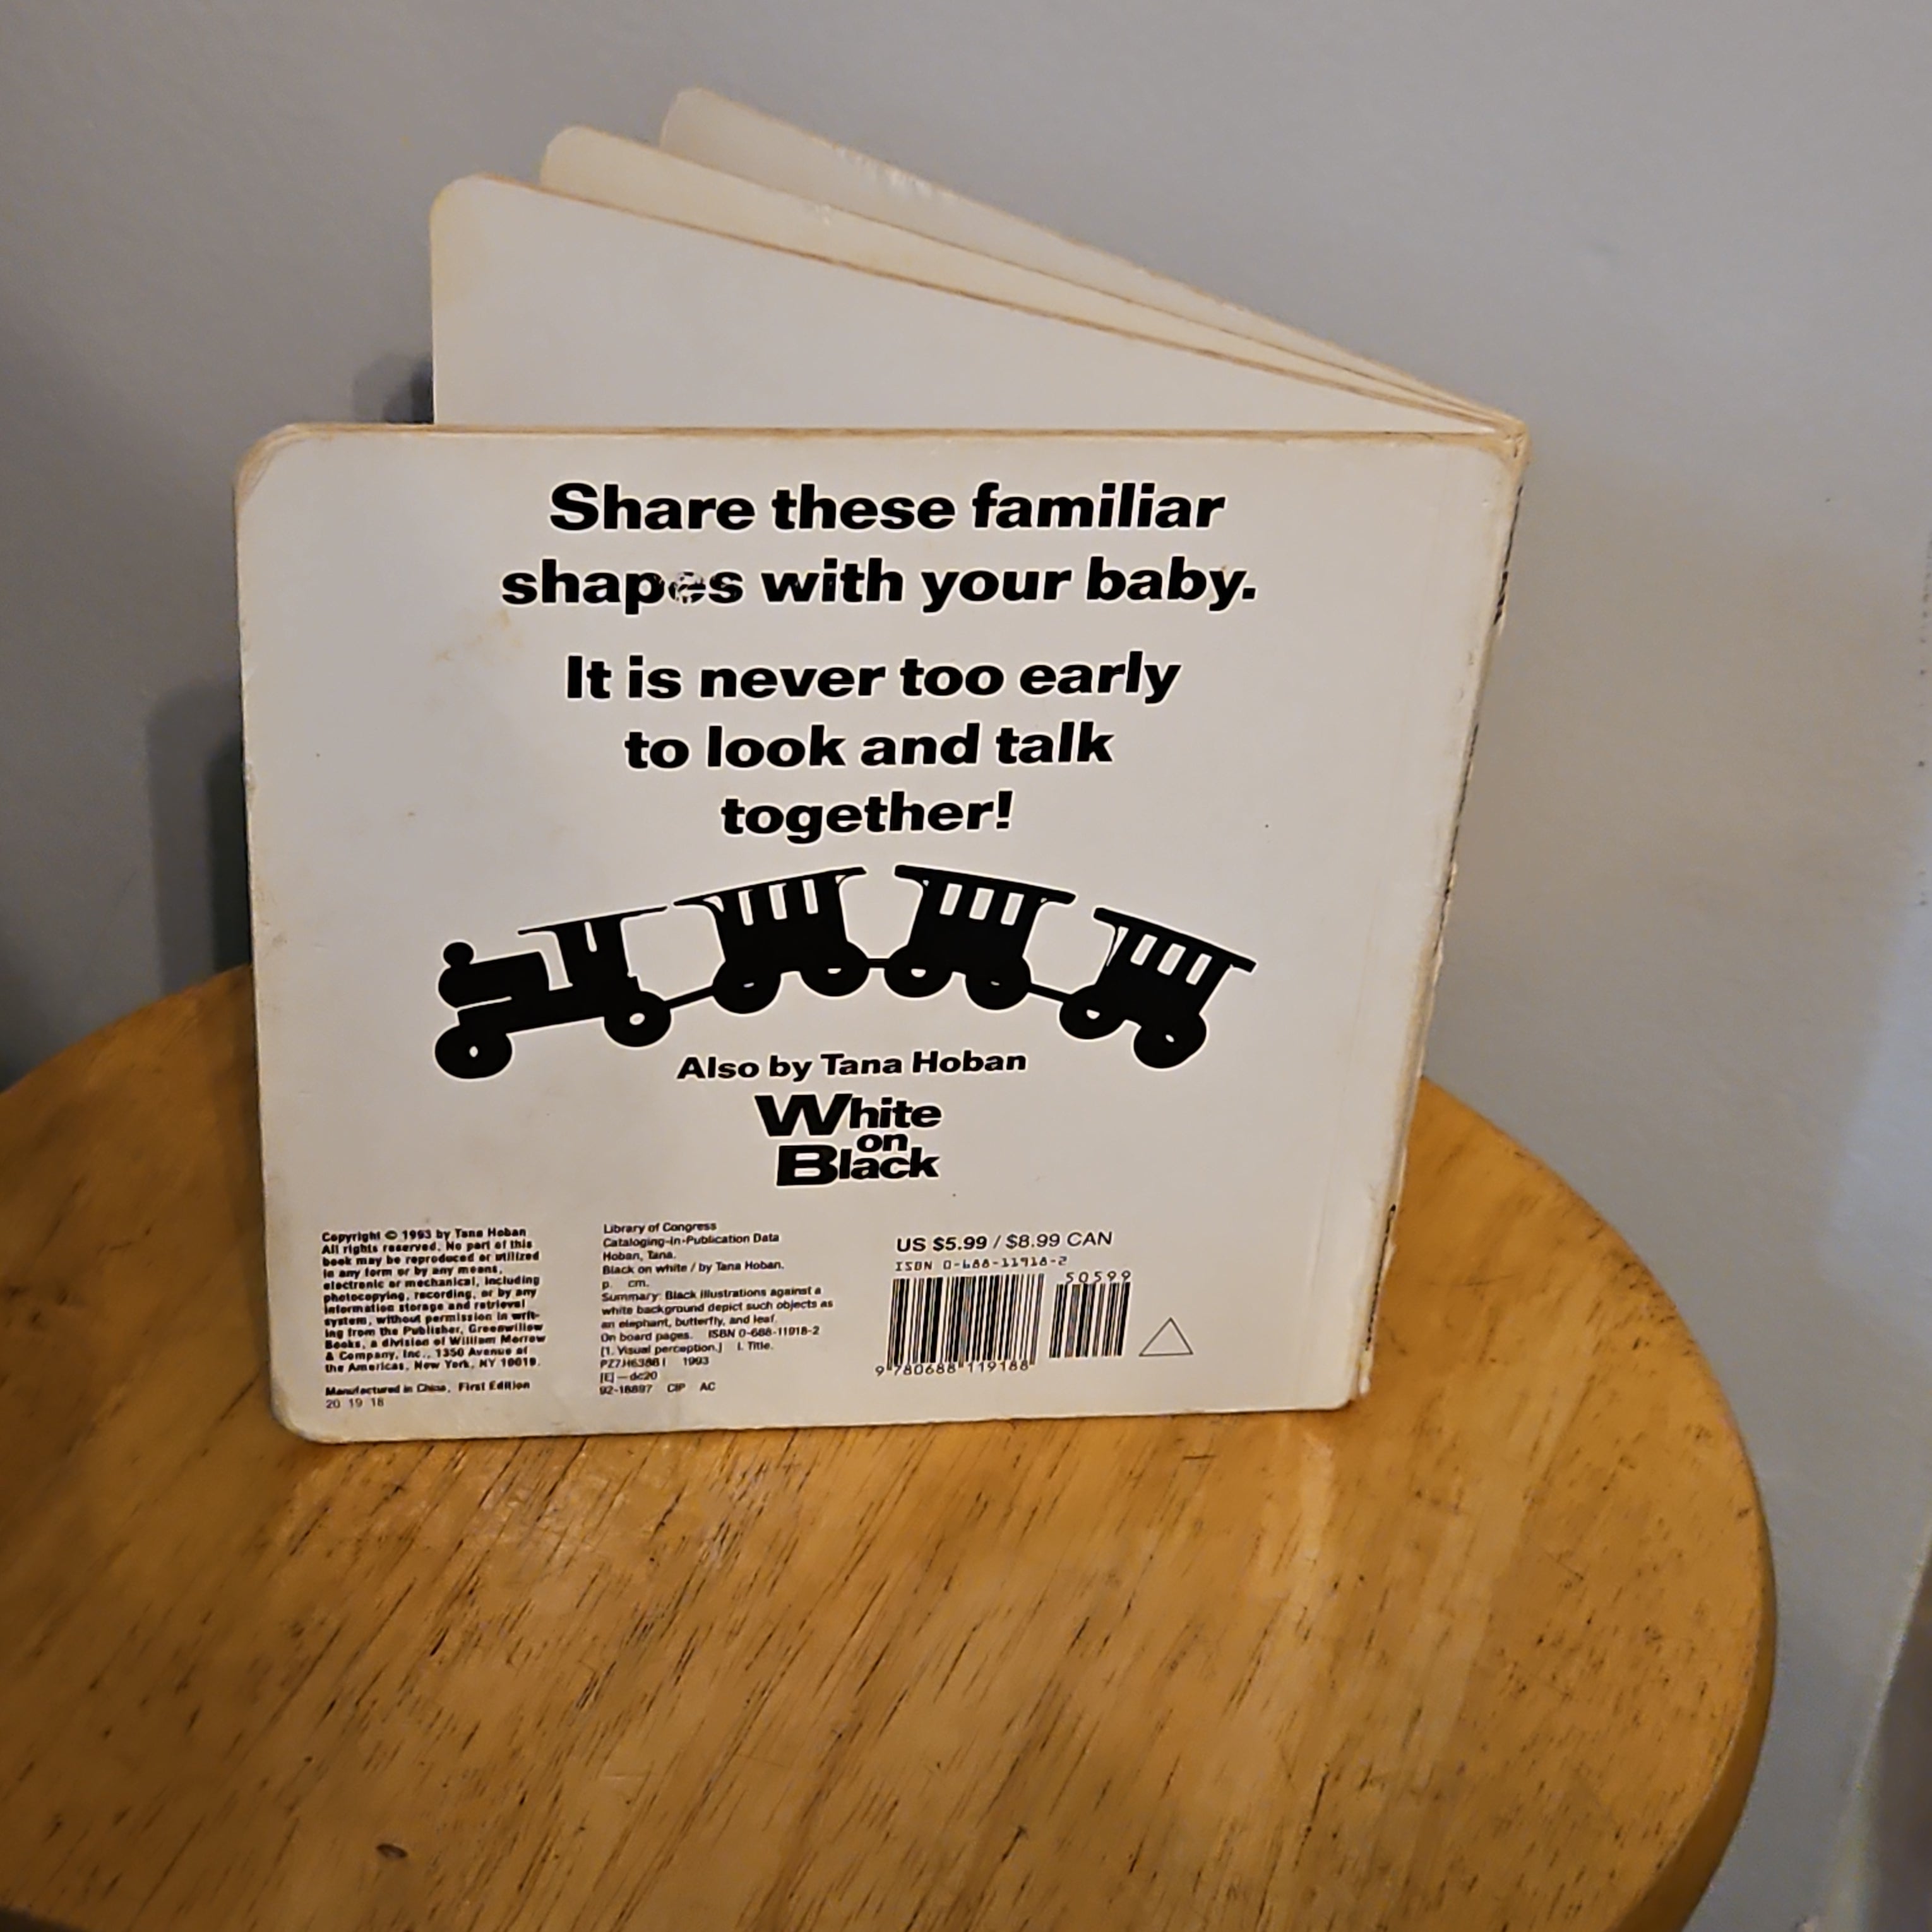 Share these familiar
shapes with your baby.
It is never too early
to look and talk
together!
Also by Tana Hoban
White
on
Black
Copyright © 1993 by Tana Hoban
All rights reserved. No part of this
book may be reproduced or utilized
in any form or by any means,
electronic or mechanical, including
photocopying, recording, or by any
information storage and retrieval
system, without permission in writ-
ing from the Publisher, Greenwillow
Books, a division of William Morrow
& Company, Inc., 1350 Avenue of
the Americas, New York, NY 10019.
Manufactured in China. First Edition
20 19 18
Library of Congress
Cataloging-in-Publication Data
Hoban, Tana.
Black on white / by Tana Hoban.
p. cm.
Summary: Black illustrations against a
white background depict such objects as
an elephant, butterfly, and leaf.
On board pages. ISBN 0-688-11918-2
[1. Visual perception.] I. Title.
1993
[E]—dc20
92-18897 CIP AC
US $5.99 / $8.99 CAN
ISBN 0-688-11918-2
50599
9 780688 119188